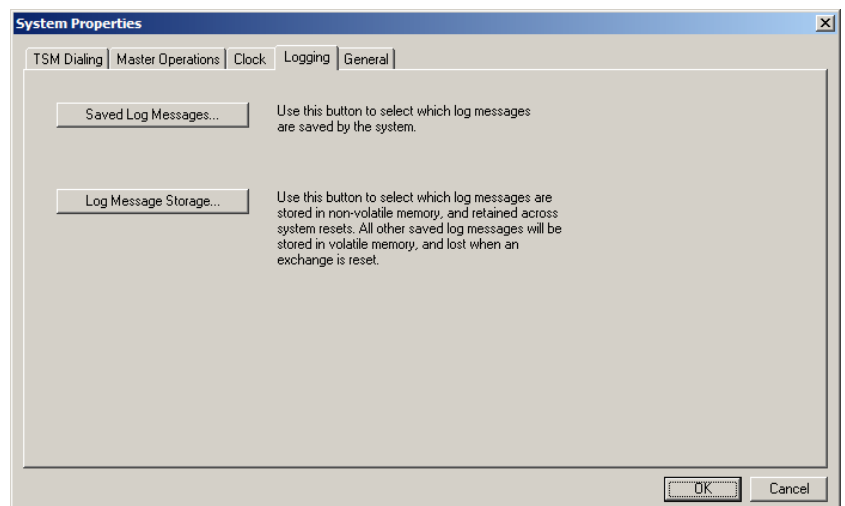 System Properties
TSM Dialing Master Operations Clock Logging General
Saved Log Messages...
Use this button to select which log messages
are saved by the system.
Log Message Storage...
Use this button to select which log messages are
stored in non-volatile memory, and retained across
system resets. All other saved log messages will be
stored in volatile memory, and lost when an
exchange is reset.
OK Cancel